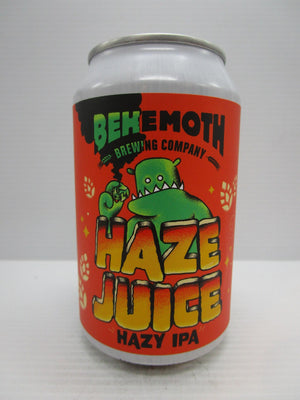 BEHEMOTH
BREWING COMPANY
HAZE
JUICE
HAZY IPA